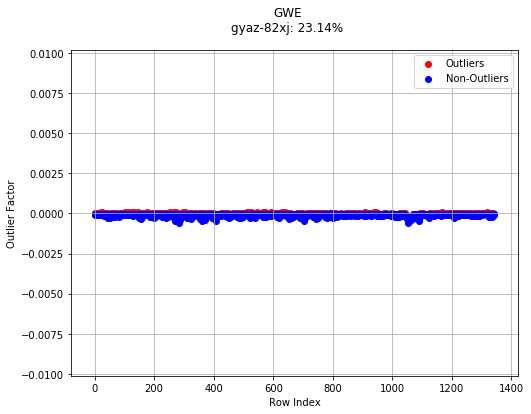 GWE
gyaz-82xj: 23.14%
0.0100
0.0075
0.0050
0.0025
0.0000
−0.0025
−0.0050
−0.0075
−0.0100
Outlier Factor
Outliers
Non-Outliers
0 200 400 600 800 1000 1200 1400
Row Index